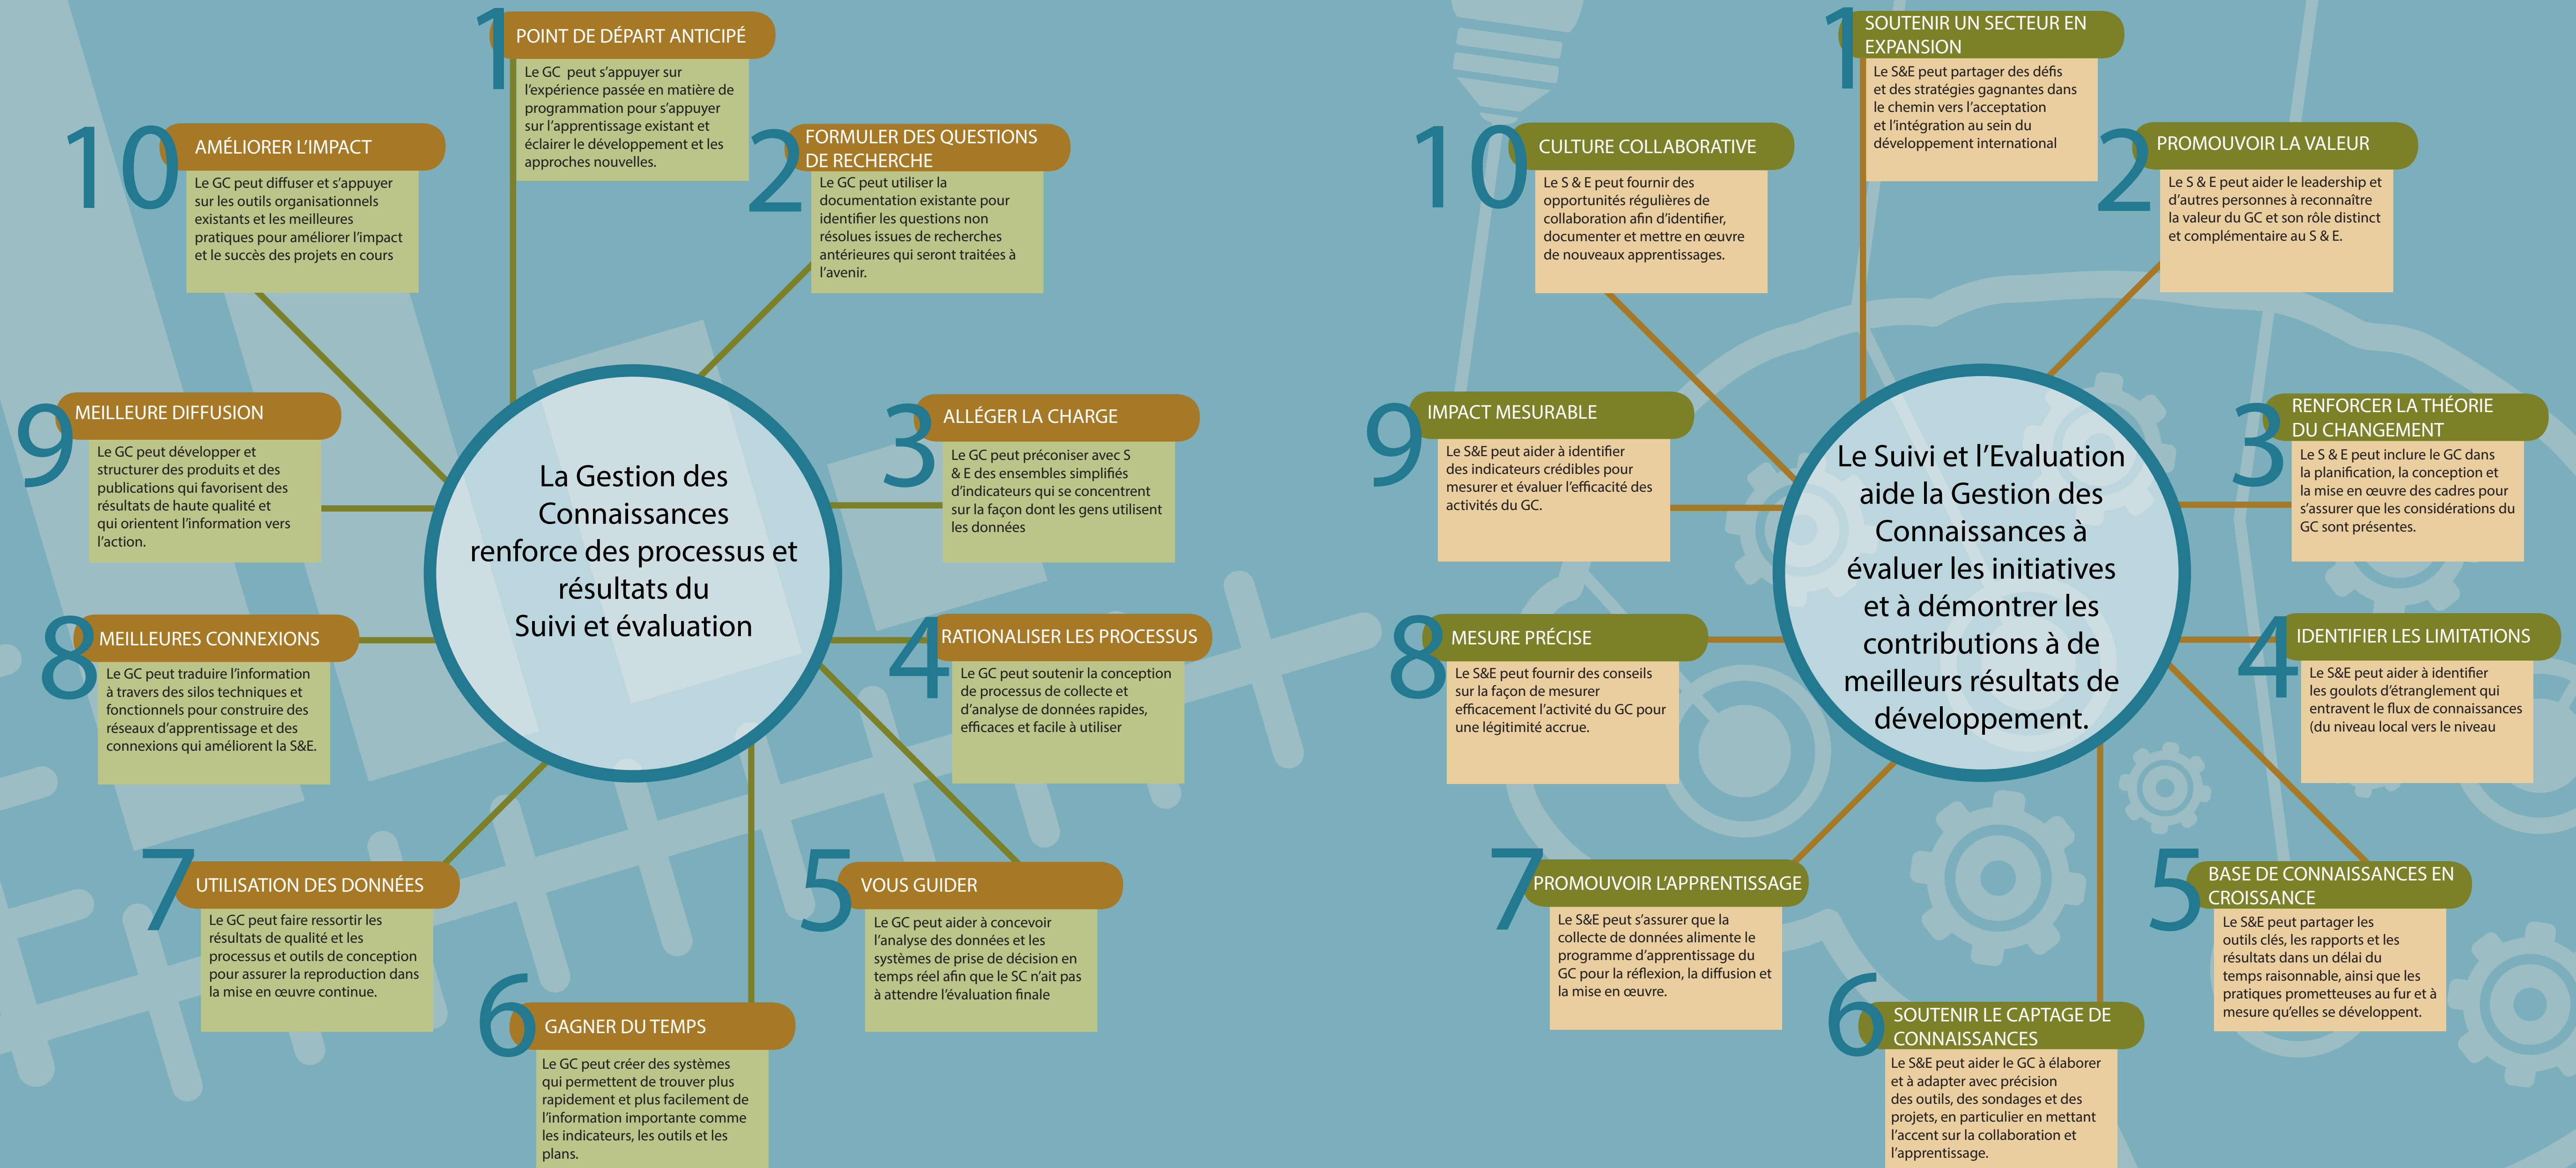 La Gestion des
Connaissances
renforce des processus et
résultats du
Suivi et évaluation
1
POINT DE DÉPART ANTICIPÉ
Le GC peut s’appuyer sur
l’expérience passée en matière de
programmation pour s’appuyer
sur l’apprentissage existant et
éclairer le développement et les
approches nouvelles.
2
FORMULER DES QUESTIONS
DE RECHERCHE
Le GC peut utiliser la
documentation existante pour
identifier les questions non
résolues issues de recherches
antérieures qui seront traitées à
l’avenir.
3
ALLÉGER LA CHARGE
Le GC peut préconiser avec S
& E des ensembles simplifiés
d’indicateurs qui se concentrent
sur la façon dont les gens utilisent
les données
4
RATIONALISER LES PROCESSUS
Le GC peut soutenir la conception
de processus de collecte et
d’analyse de données rapides,
efficaces et facile à utiliser
5
VOUS GUIDER
Le GC peut aider à concevoir
l’analyse des données et les
systèmes de prise de décision en
temps réel afin que le SC n’ait pas
à attendre l’évaluation finale
6
GAGNER DU TEMPS
Le GC peut créer des systèmes
qui permettent de trouver plus
rapidement et plus facilement de
l’information importante comme
les indicateurs, les outils et les
plans.
7
UTILISATION DES DONNÉES
Le GC peut faire ressortir les
résultats de qualité et les
processus et outils de conception
pour assurer la reproduction dans
la mise en œuvre continue.
8
MEILLEURES CONNEXIONS
Le GC peut traduire l’information
à travers des silos techniques et
fonctionnels pour construire des
réseaux d’apprentissage et des
connexions qui améliorent la S&E.
9
MEILLEURE DIFFUSION
Le GC peut développer et
structurer des produits et des
publications qui favorisent des
résultats de haute qualité et
qui orientent l’information vers
l’action.
10
AMÉLIORER L’IMPACT
Le GC peut diffuser et s’appuyer
sur les outils organisationnels
existants et les meilleures
pratiques pour améliorer l’impact
et le succès des projets en cours
Le Suivi et l’Evaluation
aide la Gestion des
Connaissances à
évaluer les initiatives
et à démontrer les
contributions à de
meilleurs résultats de
développement.
1
SOUTENIR UN SECTEUR EN
EXPANSION
Le S&E peut partager des défis
et des stratégies gagnantes dans
le chemin vers l’acceptation
et l’intégration au sein du
développement international
2
PROMOUVOIR LA VALEUR
Le S & E peut aider le leadership et
d’autres personnes à reconnaître
la valeur du GC et son rôle distinct
et complémentaire au S & E.
3
RENFORCER LA THÉORIE
DU CHANGEMENT
Le S & E peut inclure le GC dans
la planification, la conception et
la mise en œuvre des cadres pour
s’assurer que les considérations du
GC sont présentes.
4
IDENTIFIER LES LIMITATIONS
Le S&E peut aider à identifier
les goulots d’étranglement qui
entravent le flux de connaissances
(du niveau local vers le niveau
5
BASE DE CONNAISSANCES EN
CROISSANCE
Le S&E peut partager les
outils clés, les rapports et les
résultats dans un délai du
temps raisonnable, ainsi que les
pratiques prometteuses au fur et à
mesure qu’elles se développent.
6
SOUTENIR LE CAPTAGE DE
CONNAISSANCES
Le S&E peut aider le GC à élaborer
et à adapter avec précision
des outils, des sondages et des
projets, en particulier en mettant
l’accent sur la collaboration et
l’apprentissage.
7
PROMOUVOIR L’APPRENTISSAGE
Le S&E peut s’assurer que la
collecte de données alimente le
programme d’apprentissage du
GC pour la réflexion, la diffusion et
la mise en œuvre.
8
MESURE PRÉCISE
Le S&E peut fournir des conseils
sur la façon de mesurer
efficacement l’activité du GC pour
une légitimité accrue.
9
IMPACT MESURABLE
Le S&E peut aider à identifier
des indicateurs crédibles pour
mesurer et évaluer l’efficacité des
activités du GC.
10
CULTURE COLLABORATIVE
Le S & E peut fournir des
opportunités régulières de
collaboration afin d’identifier,
documenter et mettre en œuvre
de nouveaux apprentissages.